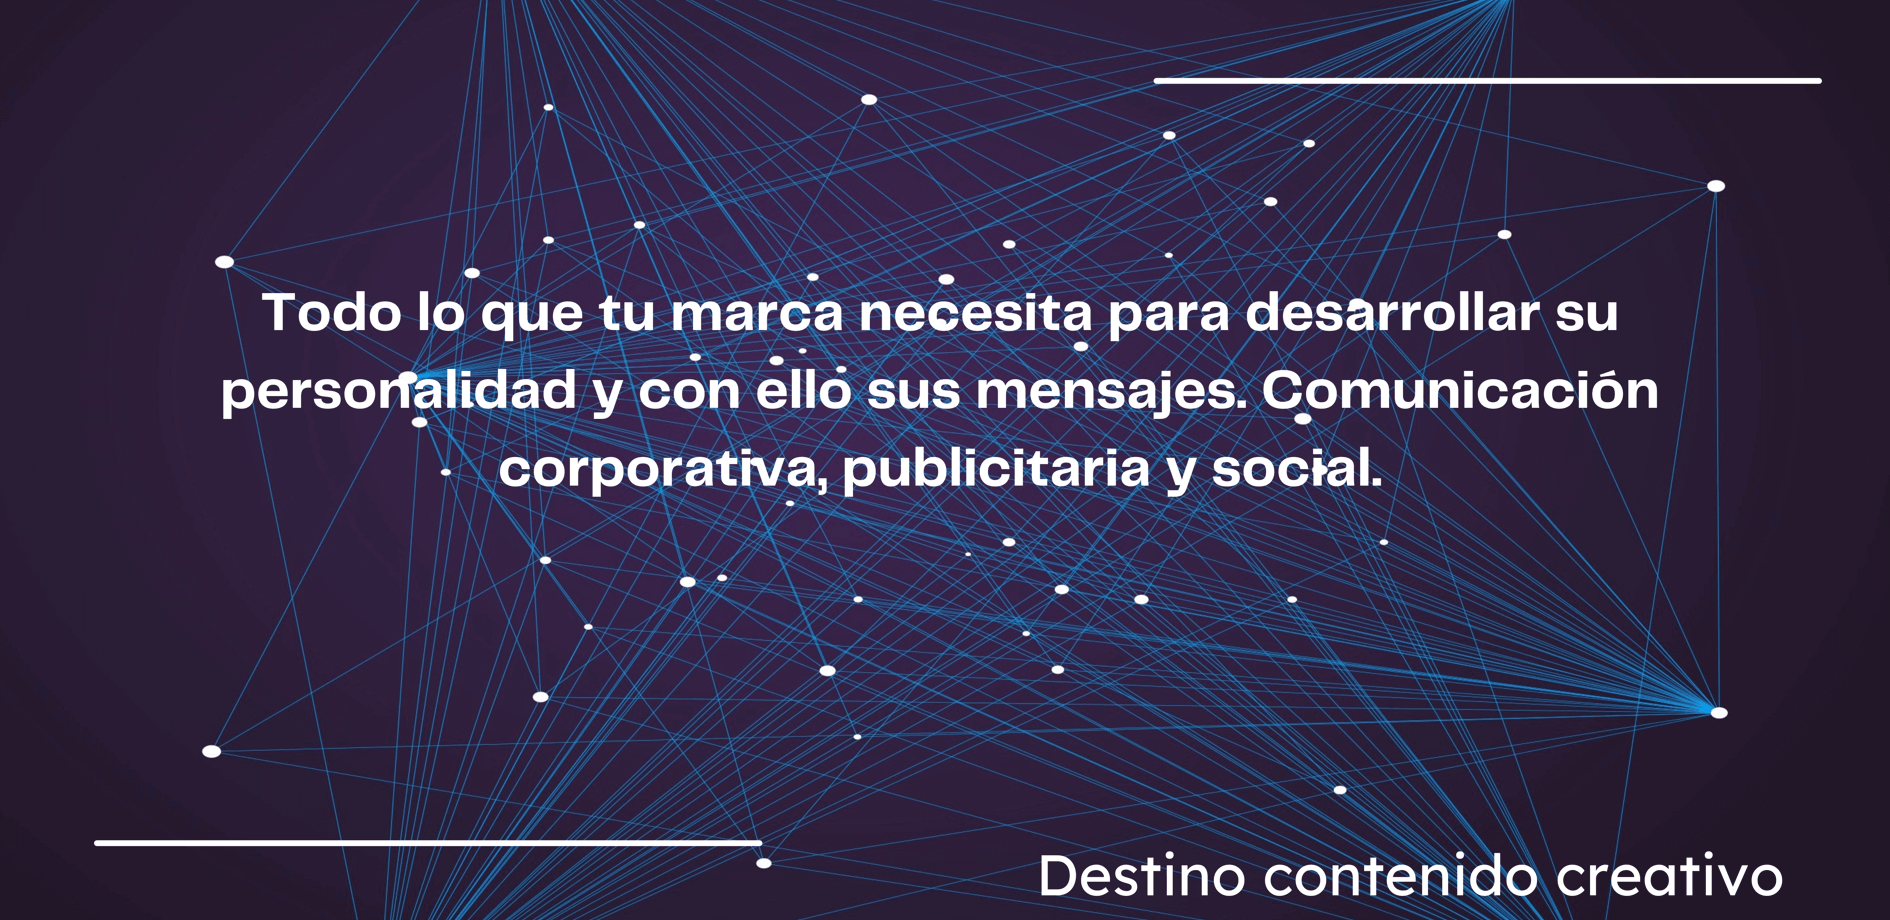 Todo lo que tu marca necesita para desarrollar su
personalidad y con ello sus mensajes. Comunicación
corporativa, publicitaria y social.
Destino contenido creativo